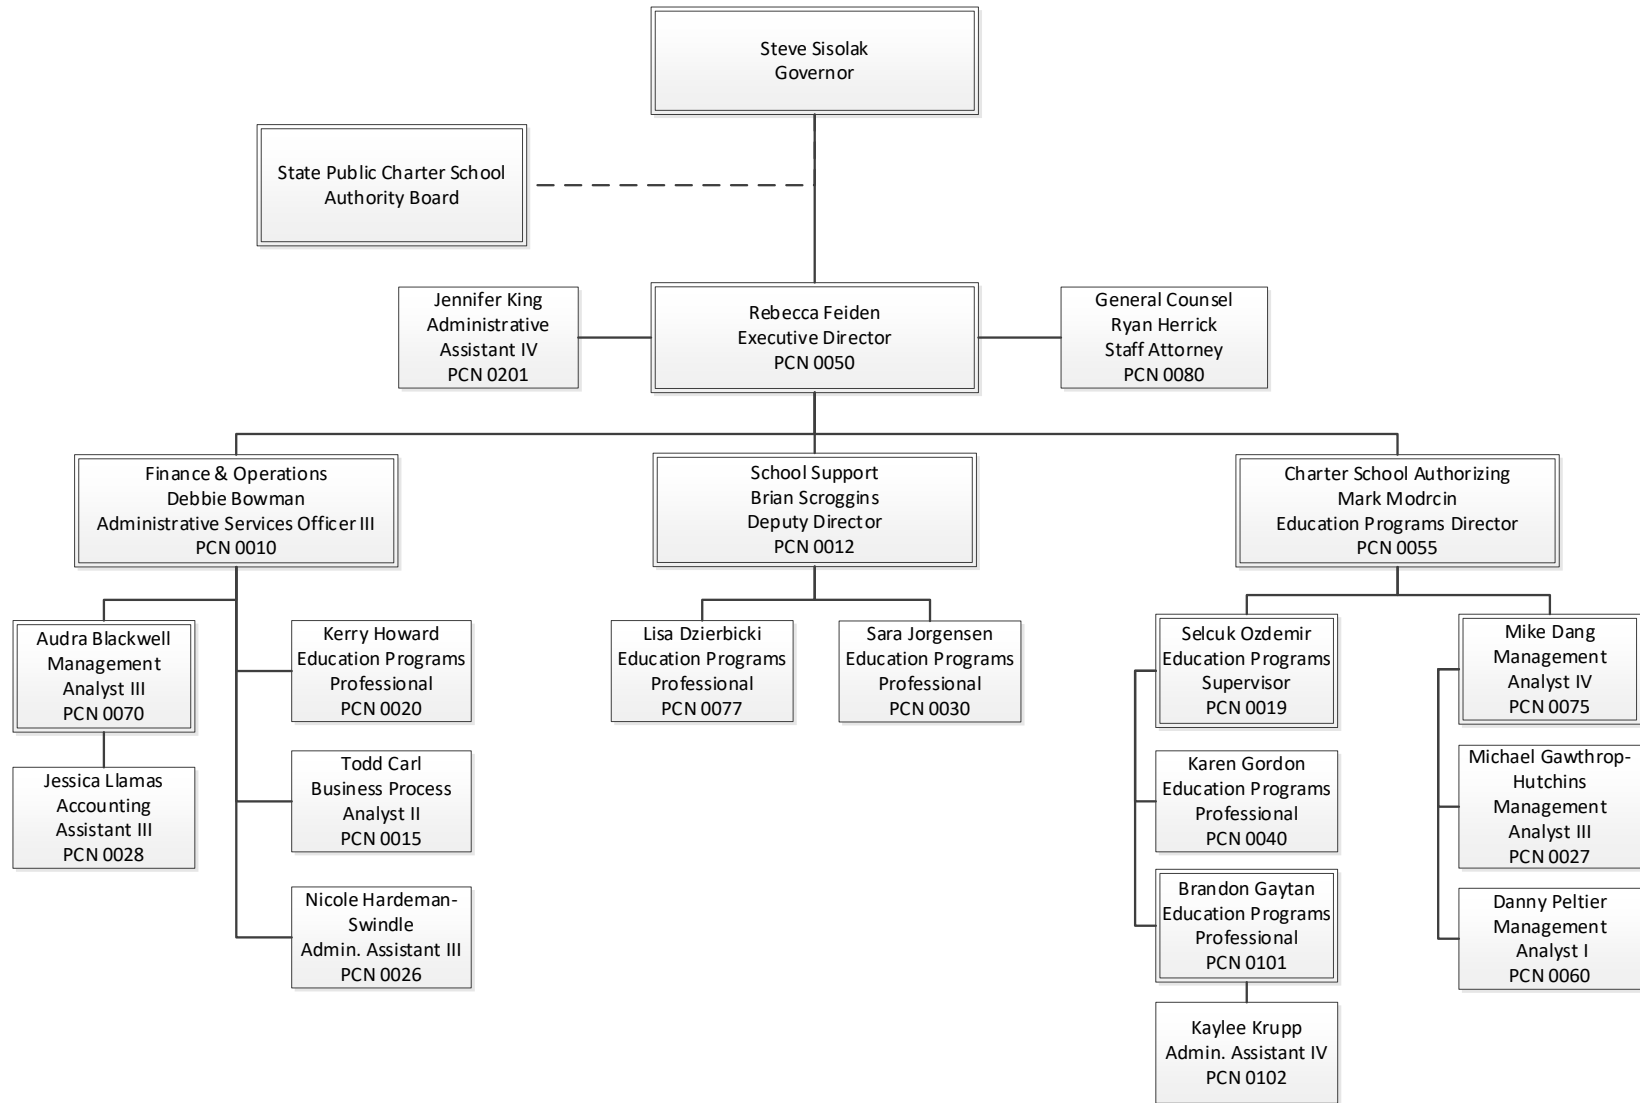 Steve Sisolak
Governor
State Public Charter School
Authority Board
Jennifer King
Administrative
Assistant IV
PCN 0201
Rebecca Feiden
Executive Director
PCN 0050
General Counsel
Ryan Herrick
Staff Attorney
PCN 0080
Finance & Operations
Debbie Bowman
Administrative Services Officer III
PCN 0010
School Support
Brian Scroggins
Deputy Director
PCN 0012
Charter School Authorizing
Mark Modrcin
Education Programs Director
PCN 0055
Audra Blackwell
Management
Analyst III
PCN 0070
Jessica Llamas
Accounting
Assistant III
PCN 0028
Kerry Howard
Education Programs
Professional
PCN 0020
Todd Carl
Business Process
Analyst II
PCN 0015
Nicole Hardeman-
Swindle
Admin. Assistant III
PCN 0026
Lisa Dzierbicki
Education Programs
Professional
PCN 0077
Sara Jorgensen
Education Programs
Professional
PCN 0030
Selcuk Ozdemir
Education Programs
Supervisor
PCN 0019
Karen Gordon
Education Programs
Professional
PCN 0040
Brandon Gaytan
Education Programs
Professional
PCN 0101
Kaylee Krupp
Admin. Assistant IV
PCN 0102
Mike Dang
Management
Analyst IV
PCN 0075
Michael Gawthrop-
Hutchins
Management
Analyst III
PCN 0027
Danny Peltier
Management
Analyst I
PCN 0060